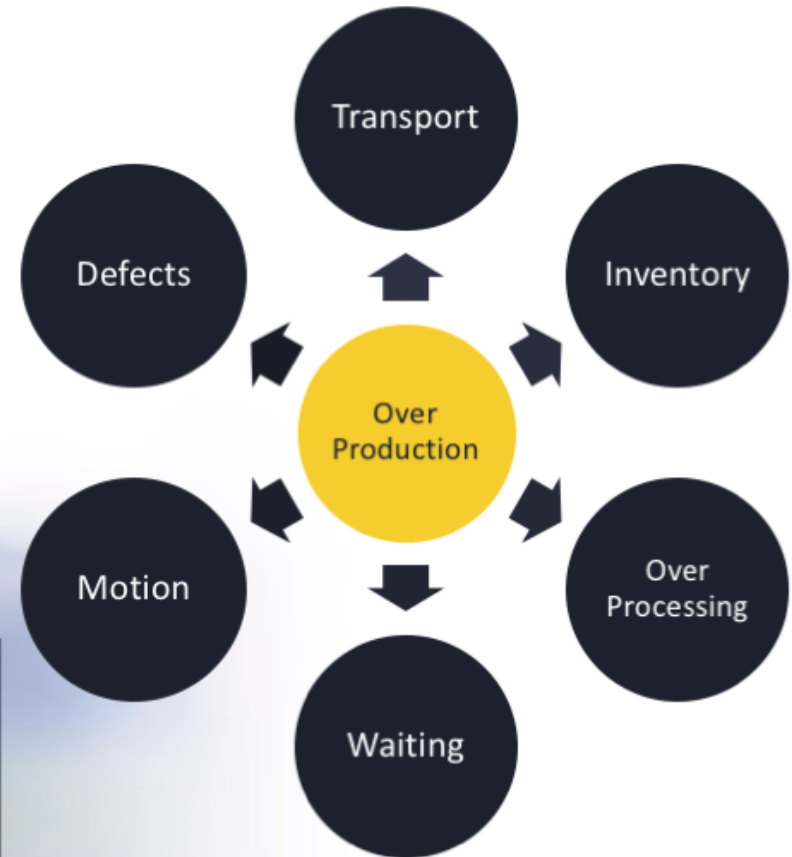 Transport
Defects
Inventory
Over
Production
Motion
Over
Processing
Waiting